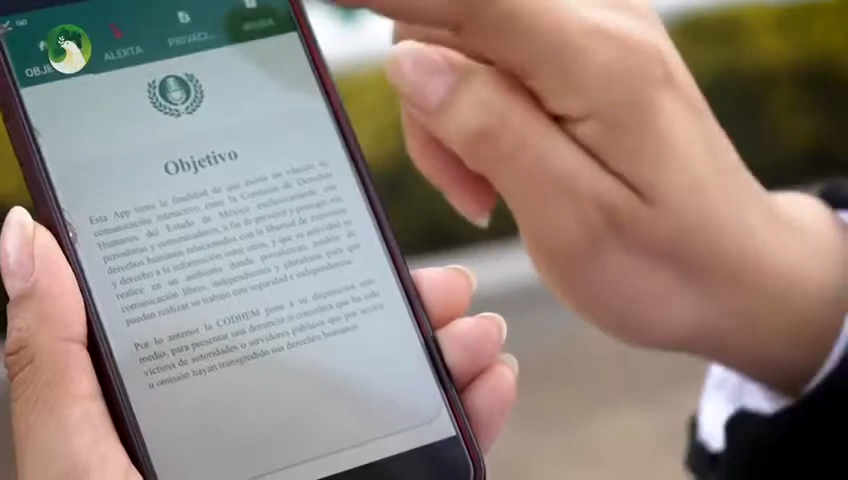 OBJE
ALERTA
PRIVACI...
AYUDA
Objetivo
Esta App tiene la finalidad de que exista un vínculo de
comunicación interactivo entre la Comisión de Derechos
Humanos del Estado de México exclusivamente con
periodistas y comunicadores, a fin de prevenir y proteger sus
derechos humanos relacionados con la libertad de expresión
y derecho a la información entre otros, y que su actividad se
realice en un ambiente donde prevalezcan medios de
comunicación libres, independientes y pluralistas para que
puedan realizar su trabajo con seguridad e independencia.
Por lo anterior la CODHEM pone a su disposición este
medio, para presentar una denuncia si considera que ha sido
víctima de autoridades o servidores públicos que por acción
u omisión hayan transgredido sus derechos humanos.